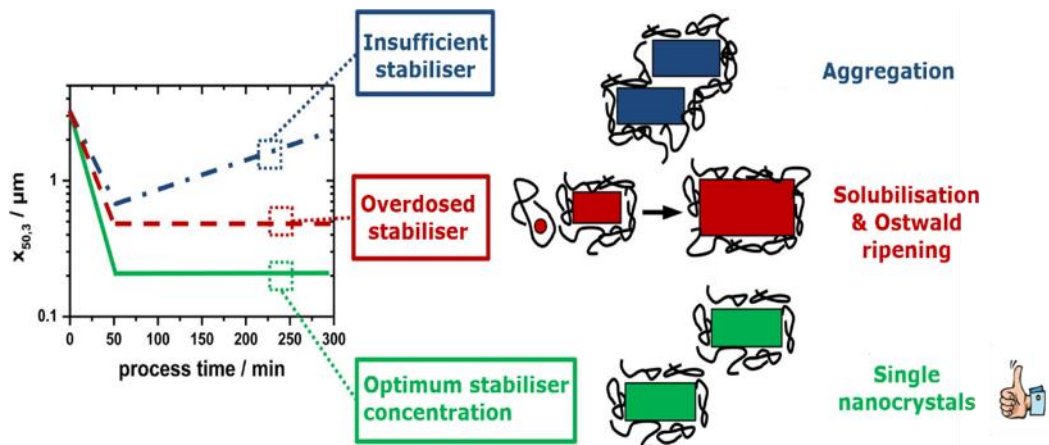 Insufficient
stabiliser
Aggregation
x50,3 / µm
1
0.1
0
50
100
150
200
250
300
process time / min
Overdosed
stabiliser
Solubilisation
& Ostwald
ripening
Optimum stabiliser
concentration
Single
nanocrystals